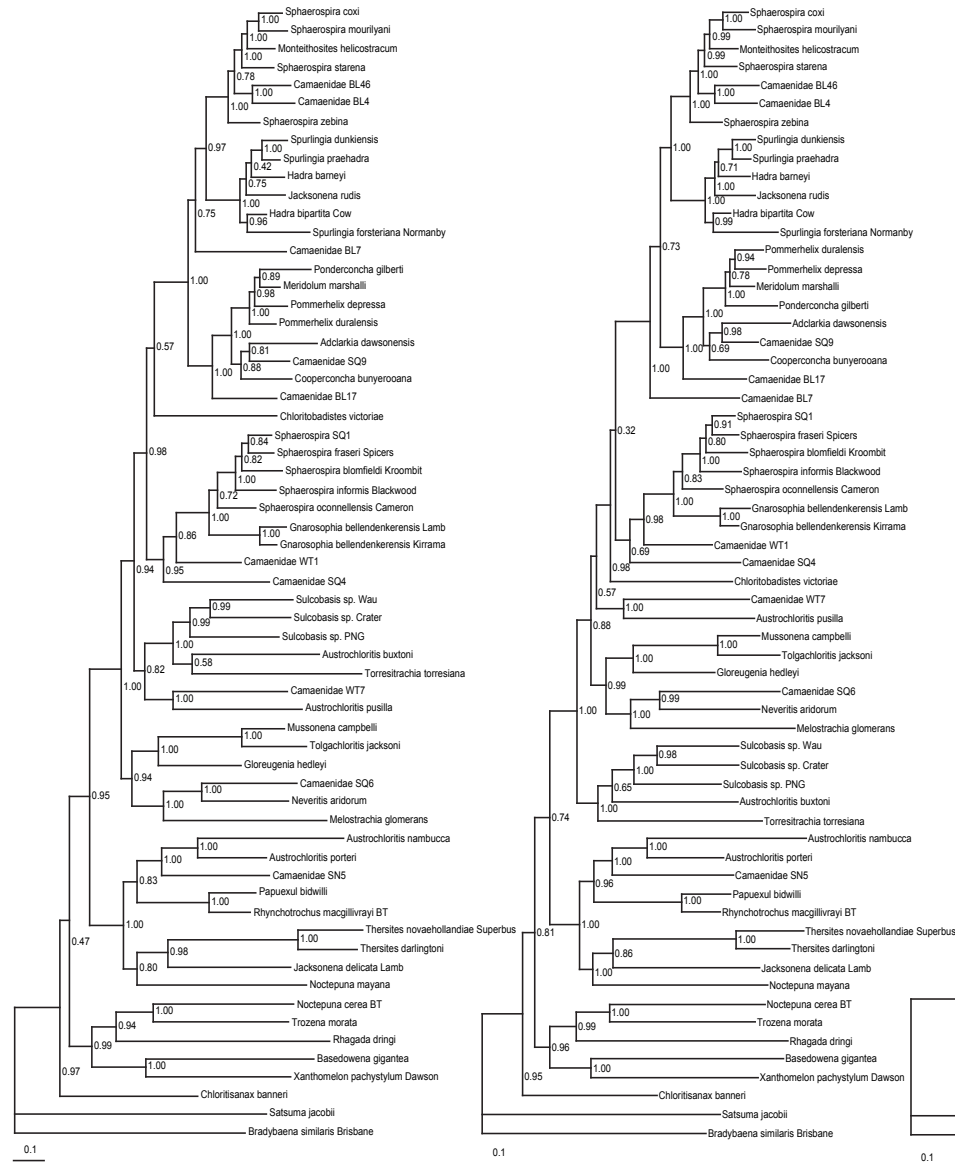 Sphaerospira coxi
1.00
Sphaerospira mourilyani
1.00
Monteithosites helicostracum
1.00
Sphaerospira starena
0.78
Camaenidae BL46
1.00
Camaenidae BL4
1.00
Sphaerospira zebina
Spurlingia dunkiensis
0.97
1.00
Spurlingia praehadra
0.42
Hadra barneyi
0.75
Jacksonena rudis
1.00
Hadra bipartita Cow
0.75
0.96
Spurlingia forsteriana Normanby
Camaenidae BL7
Ponderconcha gilberti
1.00
0.89
Meridolum marshalli
0.98
Pommerhelix depressa
1.00
Pommerhelix duralensis
1.00
Adclarkia dawsonensis
0.57
0.81
Camaenidae SQ9
1.00
0.88
Cooperconcha bunyerooana
Camaenidae BL17
Chloritobadistes victoriae
Sphaerospira SQ1
0.84
0.98
Sphaerospira fraseri Spicers
0.82
Sphaerospira blomfieldi Kroombit
1.00
Sphaerospira informis Blackwood
0.72
Sphaerospira oconnellensis Cameron
1.00
Gnarosophia bellendenkerensis Lamb
0.86
1.00
Gnarosophia bellendenkerensis Kirrama
Camaenidae WT1
0.94
0.95
Camaenidae SQ4
Sulcobasis sp. Wau
0.99
Sulcobasis sp. Crater
0.99
Sulcobasis sp. PNG
1.00
Austrochloritis buxtoni
0.82
0.58
Torresitrachia torresiana
1.00
Camaenidae WT7
1.00
Austrochloritis pusilla
Mussonena campbelli
1.00
Tolgachloritis jacksoni
1.00
Gloreugenia hedleyi
0.94
Camaenidae SQ6
0.95
1.00
Neveritis aridorum
1.00
Melostrachia glomerans
Austrochloritis nambucca
1.00
Austrochloritis porteri
1.00
Camaenidae SN5
0.83
Papuexul bidwilli
1.00
Rhynchotrochus macgillivrayi BT
1.00
Thersites novaehollandiae Superbus
0.47
1.00
Thersites darlingtoni
0.98
Jacksonena delicata Lamb
0.80
Noctepuna mayana
Noctepuna cerea BT
1.00
Trozena morata
0.94
Rhagada dringi
0.99
Basedowena gigantea
0.97
1.00
Xanthomelon pachystylum Dawson
Chloritisanax banneri
Satsuma jacobii
Bradybaena similaris Brisbane
0.1
Sphaerospira coxi
1.00
Sphaerospira mourilyani
0.99
Monteithosites helicostracum
0.99
Sphaerospira starena
1.00
Camaenidae BL46
1.00
Camaenidae BL4
1.00
Sphaerospira zebina
Spurlingia dunkiensis
1.00
1.00
Spurlingia praehadra
0.71
Hadra barneyi
1.00
Jacksonena rudis
1.00
Hadra bipartita Cow
0.99
Spurlingia forsteriana Normanby
0.73
Pommerhelix duralensis
0.94
Pommerhelix depressa
0.78
Meridolum marshalli
1.00
Ponderconcha gilberti
1.00
Adclarkia dawsonensis
0.98
Camaenidae SQ9
1.00
0.69
Cooperconcha bunyerooana
1.00
Camaenidae BL17
Camaenidae BL7
Sphaerospira SQ1
0.91
0.32
Sphaerospira fraseri Spicers
0.80
Sphaerospira blomfieldi Kroombit
1.00
Sphaerospira informis Blackwood
0.83
Sphaerospira oconnellensis Cameron
1.00
Gnarosophia bellendenkerensis Lamb
0.98
1.00
Gnarosophia bellendenkerensis Kirrama
Camaenidae WT1
0.69
Camaenidae SQ4
0.98
Chloritobadistes victoriae
0.57
Camaenidae WT7
1.00
Austrochloritis pusilla
0.88
Mussonena campbelli
1.00
Tolgachloritis jacksoni
1.00
Gloreugenia hedleyi
0.99
Camaenidae SQ6
0.99
Neveritis aridorum
1.00
1.00
Melostrachia glomerans
Sulcobasis sp. Wau
0.98
Sulcobasis sp. Crater
1.00
Sulcobasis sp. PNG
0.65
Austrochloritis buxtoni
1.00
0.74
Torresitrachia torresiana
Austrochloritis nambucca
1.00
Austrochloritis porteri
1.00
Camaenidae SN5
0.96
Papuexul bidwilli
1.00
Rhynchotrochus macgillivrayi BT
1.00
0.81
Thersites novaehollandiae Superbus
1.00
Thersites darlingtoni
0.86
Jacksonena delicata Lamb
1.00
Noctepuna mayana
Noctepuna cerea BT
1.00
Trozena morata
0.99
Rhagada dringi
0.96
Basedowena gigantea
1.00
0.95
Xanthomelon pachystylum Dawson
Chloritisanax banneri
Satsuma jacobii
Bradybaena similaris Brisbane
0.1
0.1